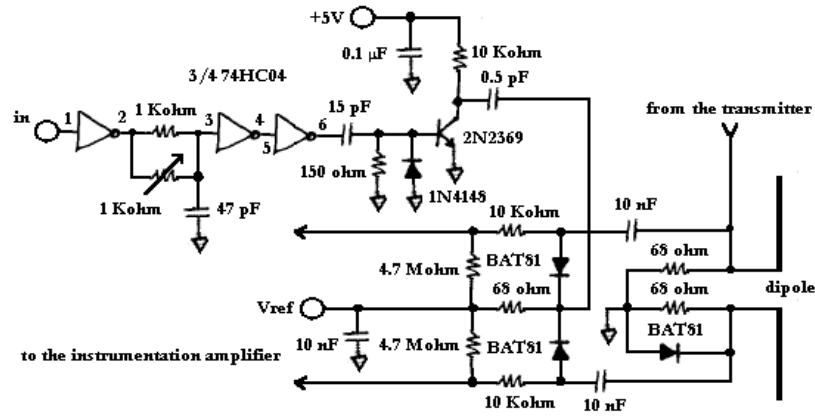 +5V
0.1 µF
10 Kohm
3/4 74HC04
0.5 pF
in
1
2
1 Kohm
3
4
5
6
15 pF
from the transmitter
2N2369
150 ohm
1N4148
1 Kohm
47 pF
10 Kohm
10 nF
4.7 Mohm
BAT81
68 ohm
Vref
68 ohm
68 ohm
dipole
10 nF
4.7 Mohm
BAT81
BAT81
to the instrumentation amplifier
10 Kohm
10 nF